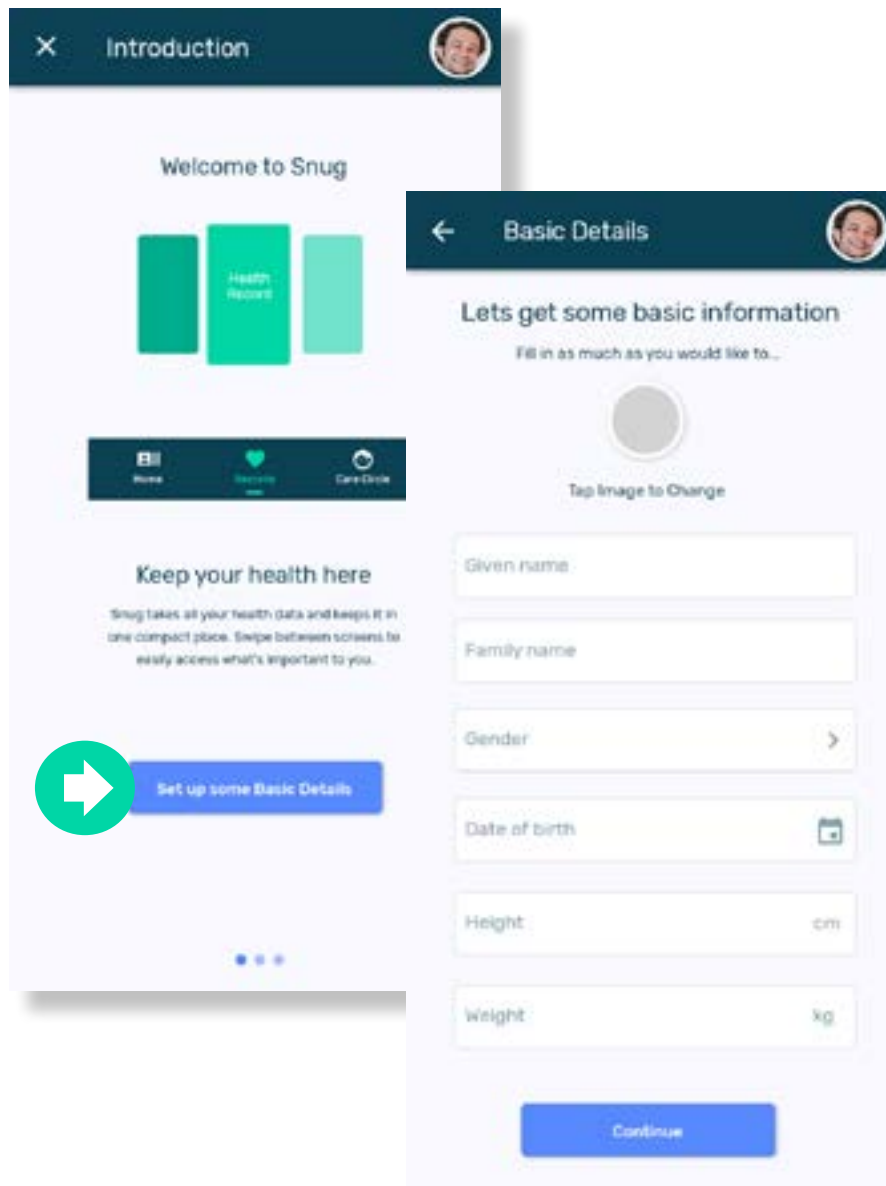 Introduction
Welcome to Snug
Health
Record
Home
Records
Care Circle
Keep your health here
Snug takes all your health data and keeps it in
one compact place. Swipe between screens to
easily access what's important to you.
Set up some Basic Details
Basic Details
Lets get some basic information
Fill in as much as you would like to...
Tap Image to Change
Given name
Family name
Gender
Date of birth
Height
cm
Weight
kg
Continue